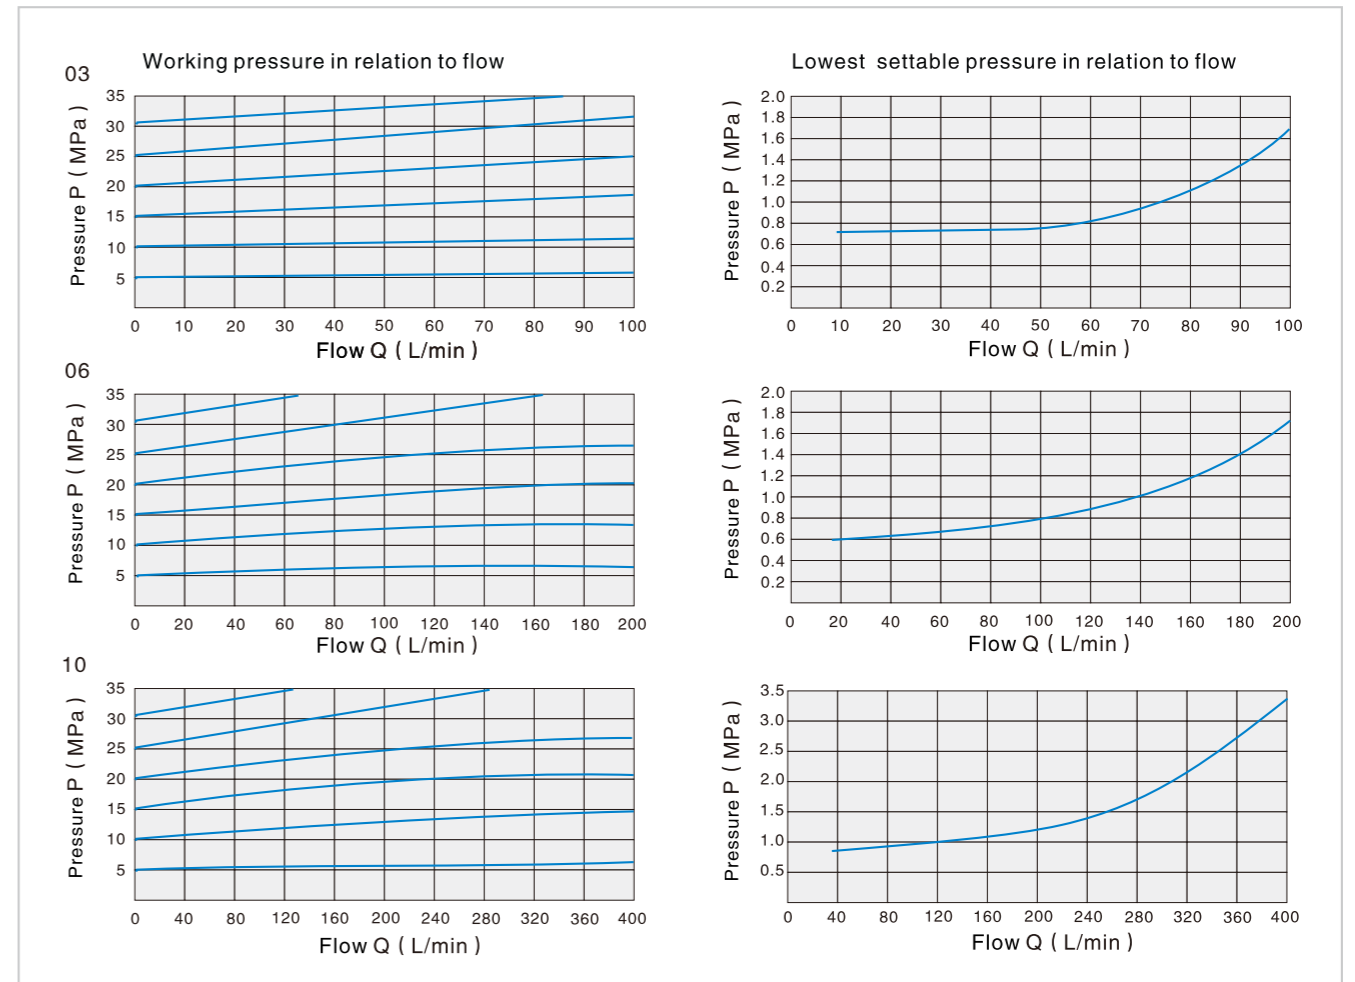 Working pressure in relation to flow
Lowest settable pressure in relation to flow
03
Pressure P ( MPa )
35
30
25
20
15
10
5
0 10 20 30 40 50 60 70 80 90 100
Flow Q ( L/min )
Pressure P ( MPa )
2.0
1.8
1.6
1.4
1.2
1.0
0.8
0.6
0.4
0.2
0 10 20 30 40 50 60 70 80 90 100
Flow Q ( L/min )
06
Pressure P ( MPa )
35
30
25
20
15
10
5
0 20 40 60 80 100 120 140 160 180 200
Flow Q ( L/min )
Pressure P ( MPa )
2.0
1.8
1.6
1.4
1.2
1.0
0.8
0.6
0.4
0.2
0 20 40 60 80 100 120 140 160 180 200
Flow Q ( L/min )
10
Pressure P ( MPa )
35
30
25
20
15
10
5
0 40 80 120 160 200 240 280 320 360 400
Flow Q ( L/min )
Pressure P ( MPa )
3.5
3.0
2.5
2.0
1.5
1.0
0.5
0 40 80 120 160 200 240 280 320 360 400
Flow Q ( L/min )